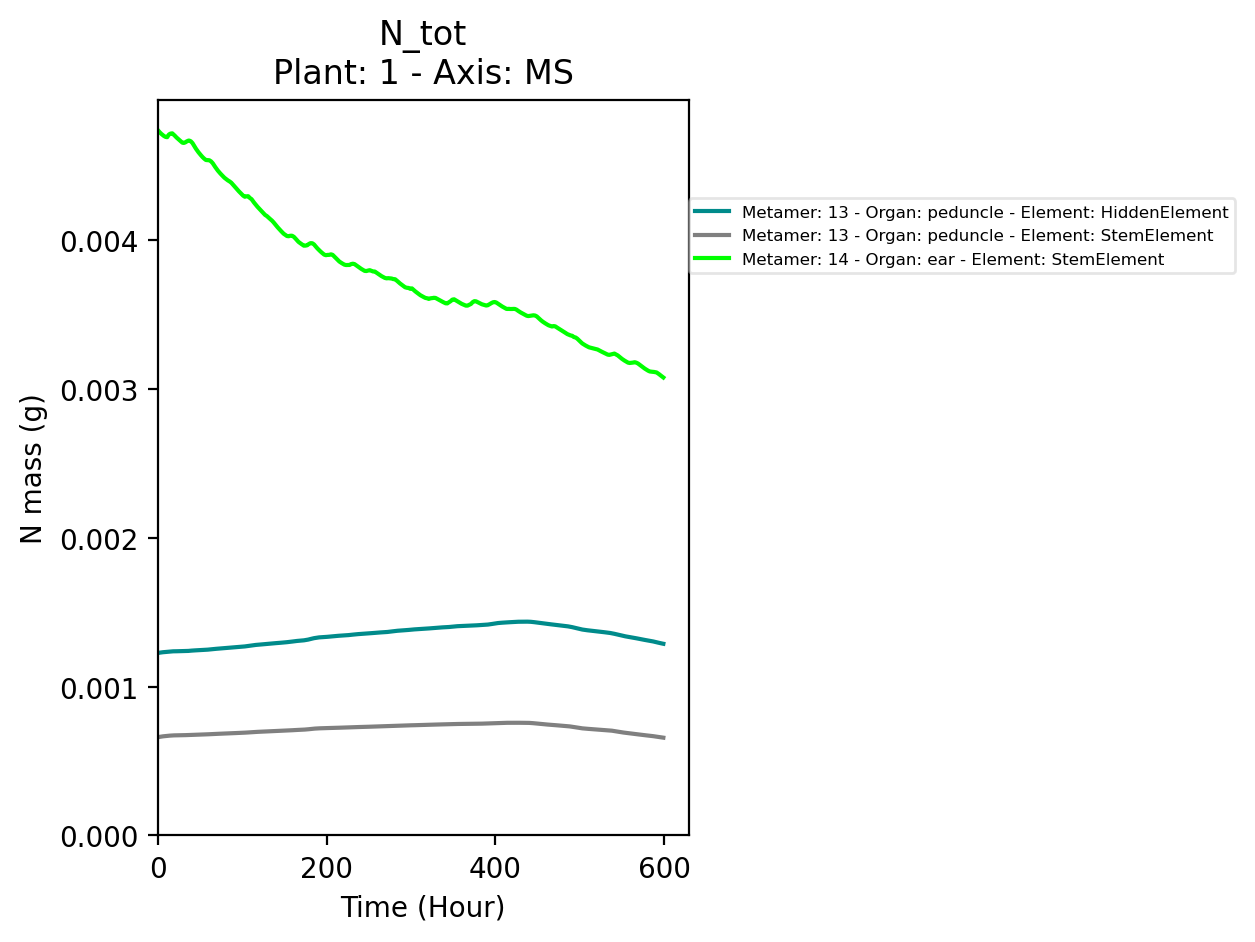 N_tot
Plant: 1 - Axis: MS
N mass (g)
0.004
0.003
0.002
0.001
0.000
0
200
400
600
Time (Hour)
Metamer: 13 - Organ: peduncle - Element: HiddenElement
Metamer: 13 - Organ: peduncle - Element: StemElement
Metamer: 14 - Organ: ear - Element: StemElement